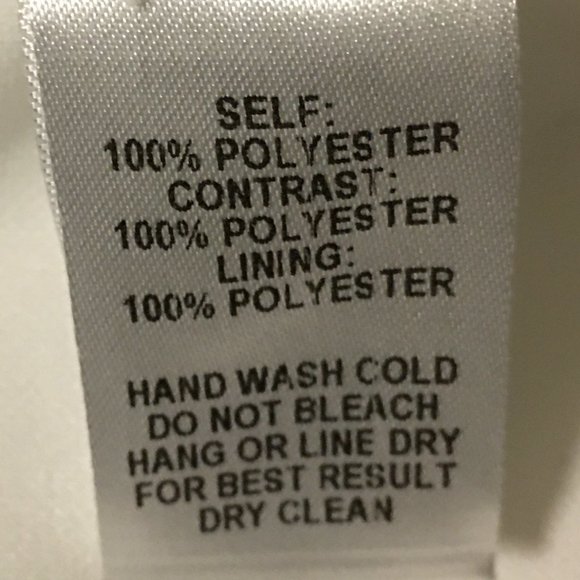 SELF:
100% POLYESTER
CONTRAST:
100% POLYESTER
LINING:
100% POLYESTER
HAND WASH COLD
DO NOT BLEACH
HANG OR LINE DRY
FOR BEST RESULT
DRY CLEAN